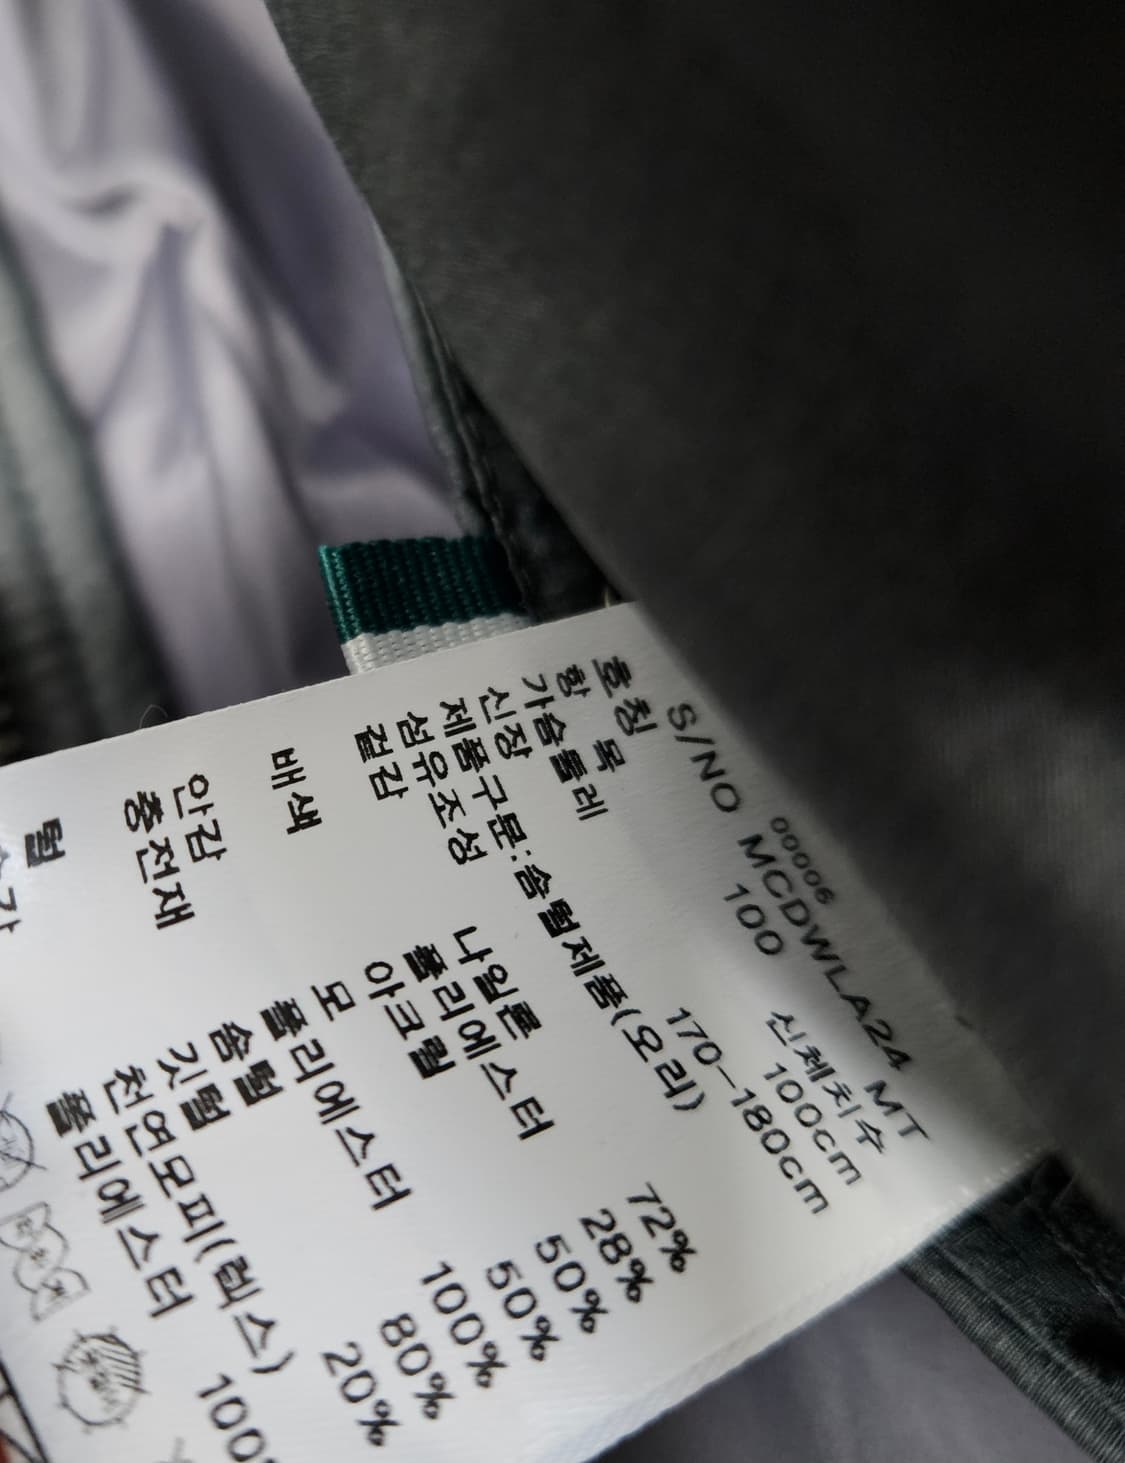 00006
S/NO MCDWLA24 MT
호칭 100
항목 신체치수
가슴둘레 100cm
신장 170-180cm
제품구분:솜털제품(오리)
섬유조성
겉감 나일론 72%
폴리에스터 28%
배색 아크릴 50%
모 50%
안감 폴리에스터 100%
충전재 솜털 80%
깃털 20%
털 천연모피(렉스) 100
폴리에스터